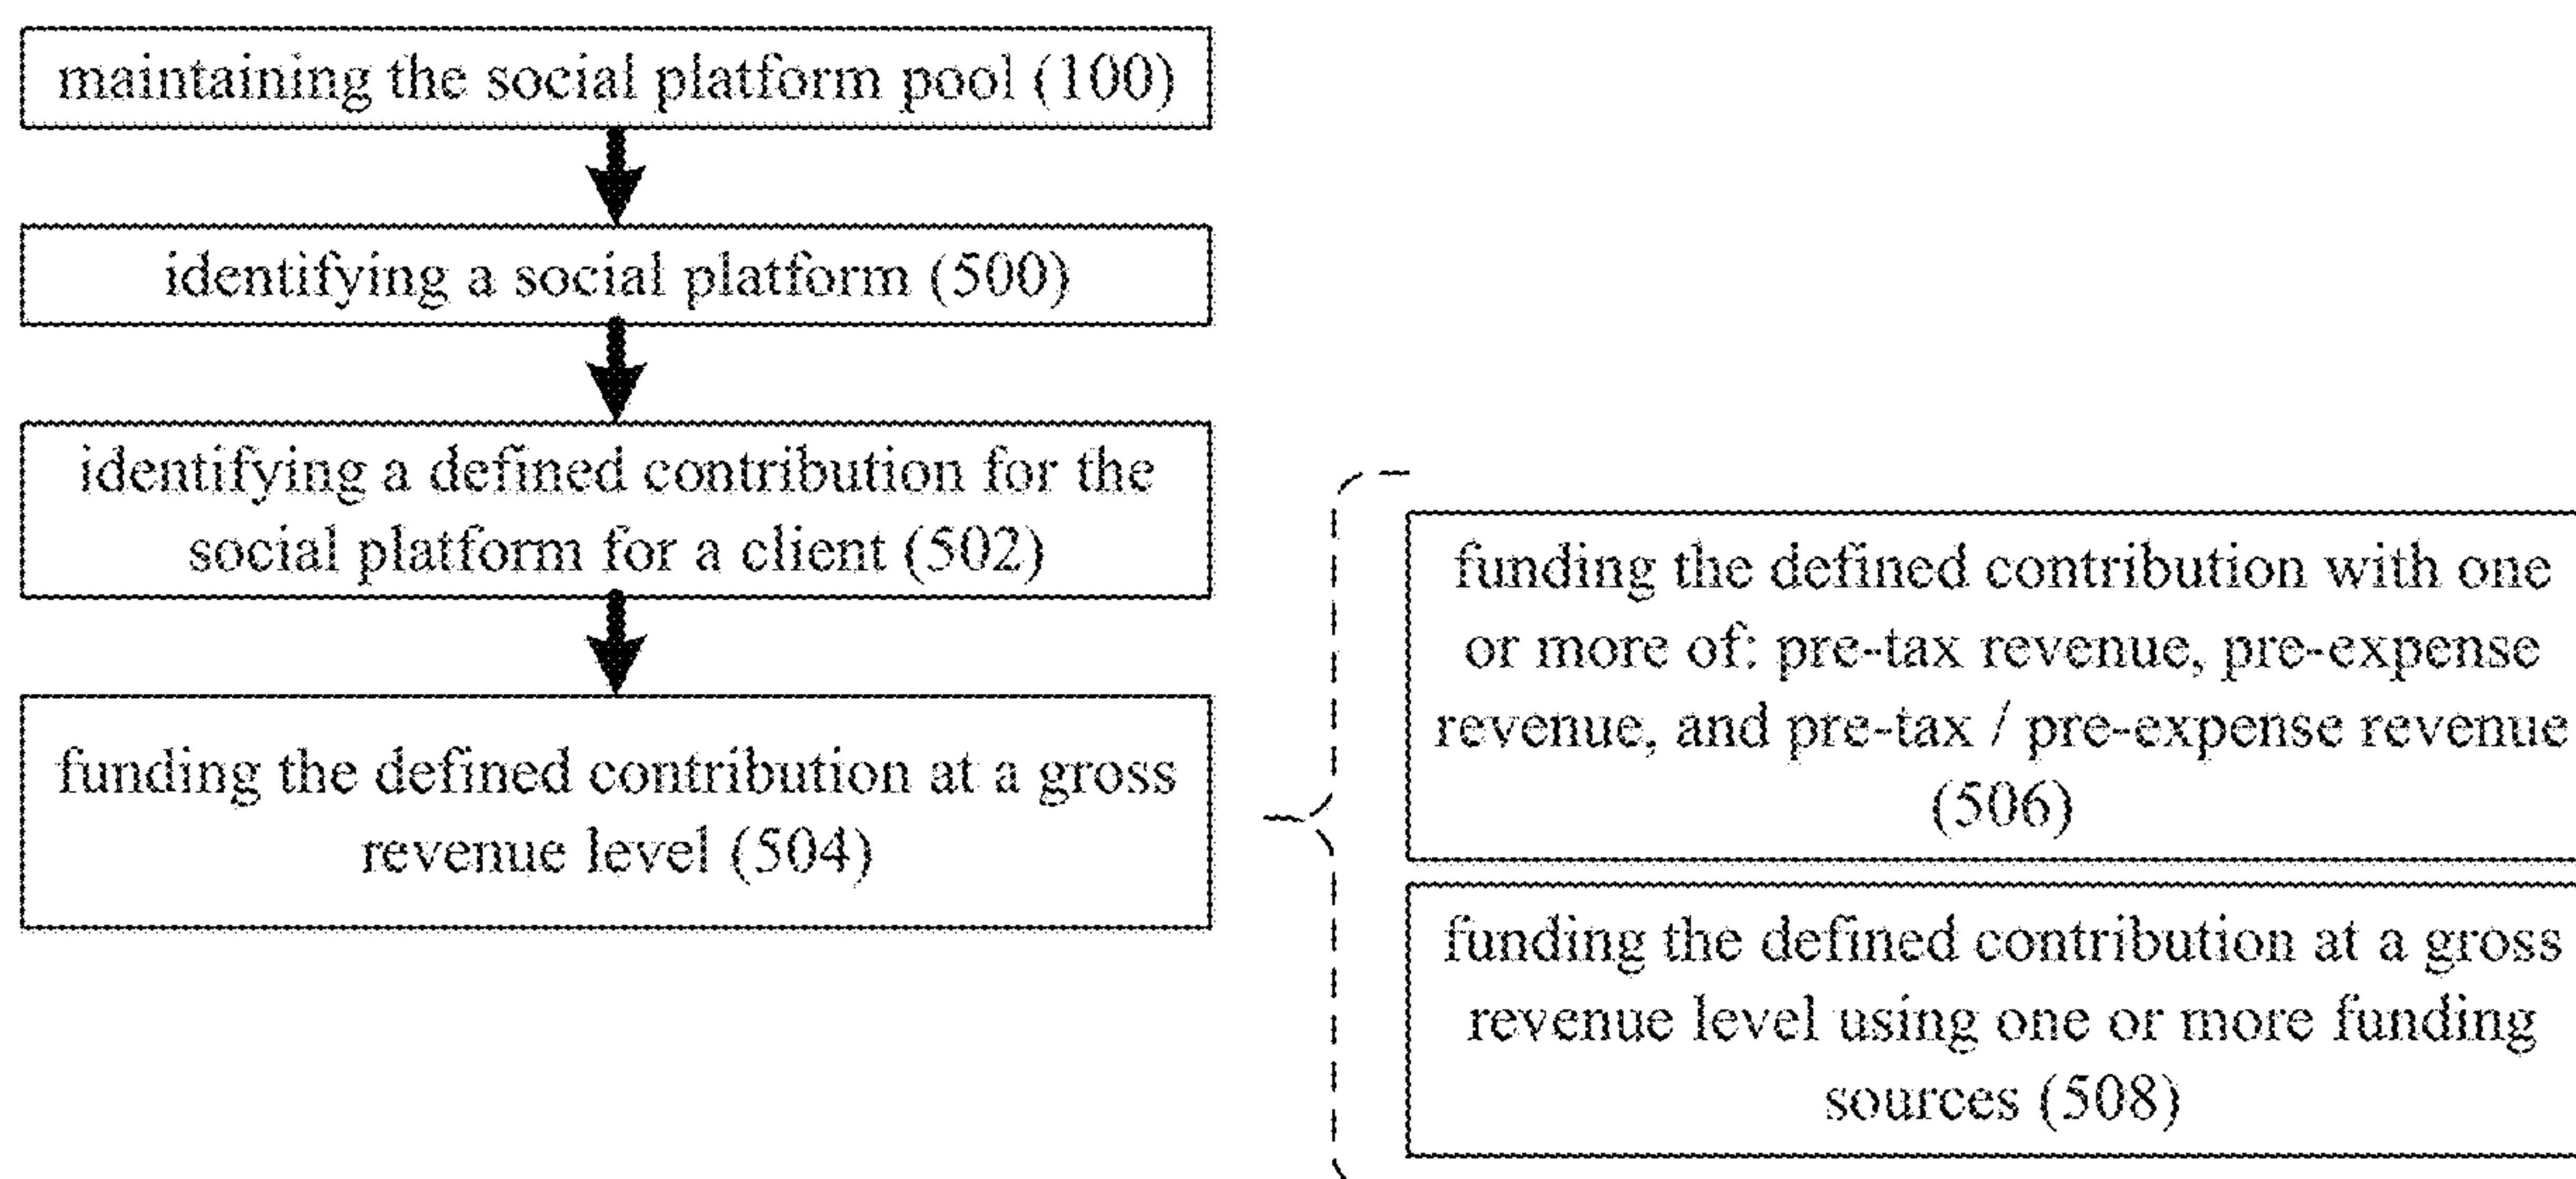 maintaining the social platform pool (100)
identifying a social platform (500)
identifying a defined contribution for the
social platform for a client (502)
funding the defined contribution at a gross
revenue level (504)
funding the defined contribution with one
or more of: pre-tax revenue, pre-expense
revenue, and pre-tax / pre-expense revenue
(506)
funding the defined contribution at a gross
revenue level using one or more funding
sources (508)